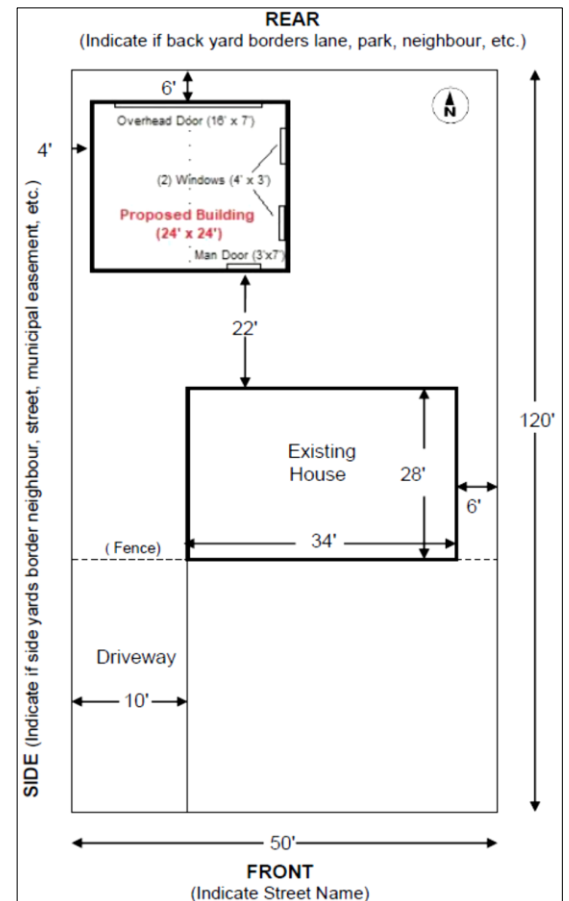 REAR
(Indicate if back yard borders lane, park, neighbour, etc.)
6'
N
Overhead Door (16' x 7')
4'
(2) Windows (4' x 3')
Proposed Building
(24' x 24')
Man Door (3'x7')
22'
120'
Existing
House
28'
6'
34'
( Fence)
Driveway
10'
SIDE (Indicate if side yards border neighbour, street, municipal easement, etc.)
50'
FRONT
(Indicate Street Name)